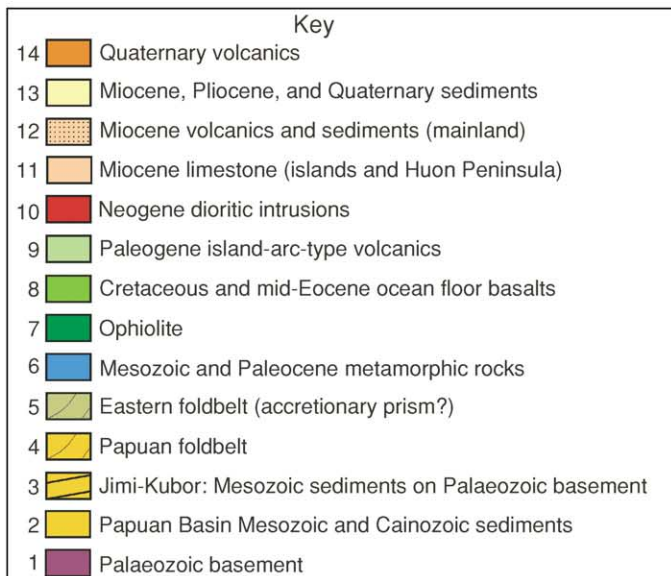 Key
14 Quaternary volcanics
13 Miocene, Pliocene, and Quaternary sediments
12 Miocene volcanics and sediments (mainland)
11 Miocene limestone (islands and Huon Peninsula)
10 Neogene dioritic intrusions
9 Paleogene island-arc-type volcanics
8 Cretaceous and mid-Eocene ocean floor basalts
7 Ophiolite
6 Mesozoic and Paleocene metamorphic rocks
5 Eastern foldbelt (accretionary prism?)
4 Papuan foldbelt
3 Jimi-Kubor: Mesozoic sediments on Palaeozoic basement
2 Papuan Basin Mesozoic and Cainozoic sediments
1 Palaeozoic basement